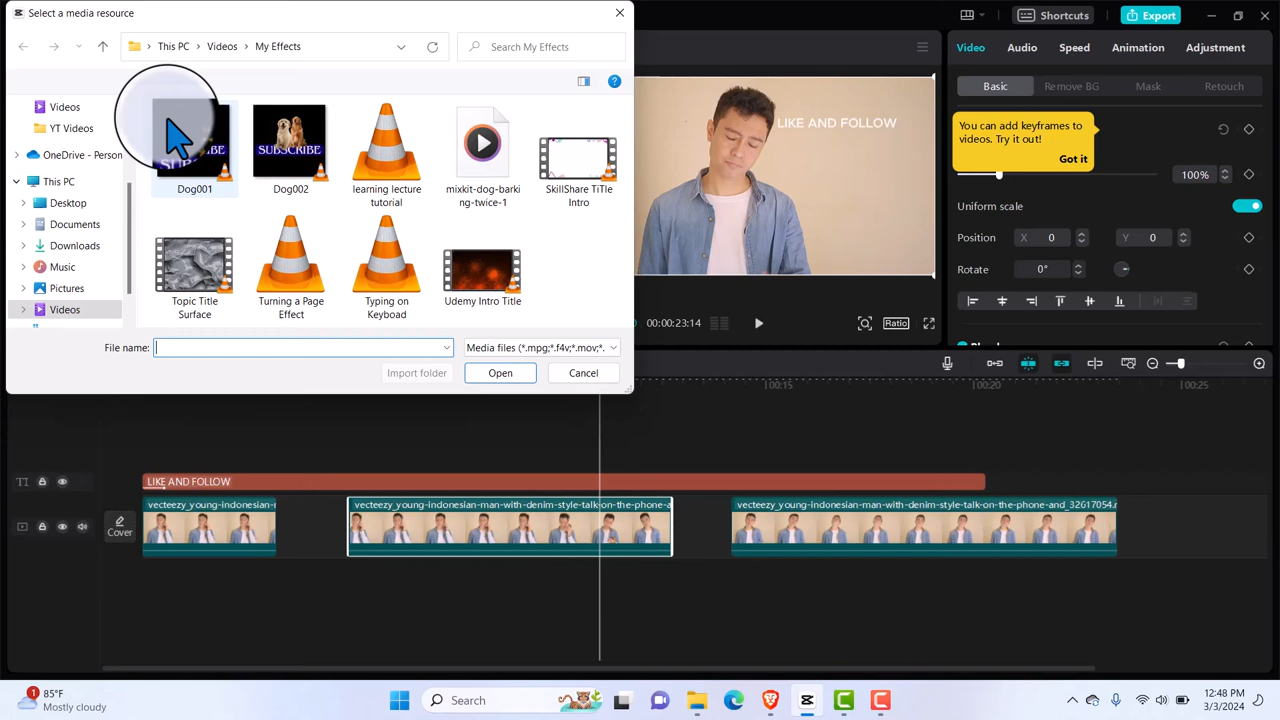 Select a media resource
This PC
Videos
My Effects
Search My Effects
Videos
YT Videos
OneDrive - Person
This PC
Desktop
Documents
Downloads
Music
Pictures
Videos
SUBSCRIBE
Dog001
SUBSCRIBE
Dog002
learning lecture
tutorial
mixkit-dog-barki
ng-twice-1
SkillShare TiTle
Intro
Topic Title
Surface
Turning a Page
Effect
Typing on
Keyboad
Udemy Intro Title
File name:
Media files (*.mpg;*.f4v;*.mov;*.
Import folder
Open
Cancel
Shortcuts
Export
LIKE AND FOLLOW
00:00:23:14
Ratio
Video
Audio
Speed
Animation
Adjustment
Basic
Remove BG
Mask
Retouch
You can add keyframes to
videos. Try it out!
Got it
100%
Uniform scale
Position
X
0
Y
0
Rotate
0°
00:15
00:20
00:25
TI
LIKE AND FOLLOW
Cover
vecteezy_young-indonesian-n
vecteezy_young-indonesian-man-with-denim-style-talk-on-the-phone-a
vecteezy_young-indonesian-man-with-denim-style-talk-on-the-phone-and_32617054.n
1
85°F
Mostly cloudy
Search
12:48 PM
3/3/2024